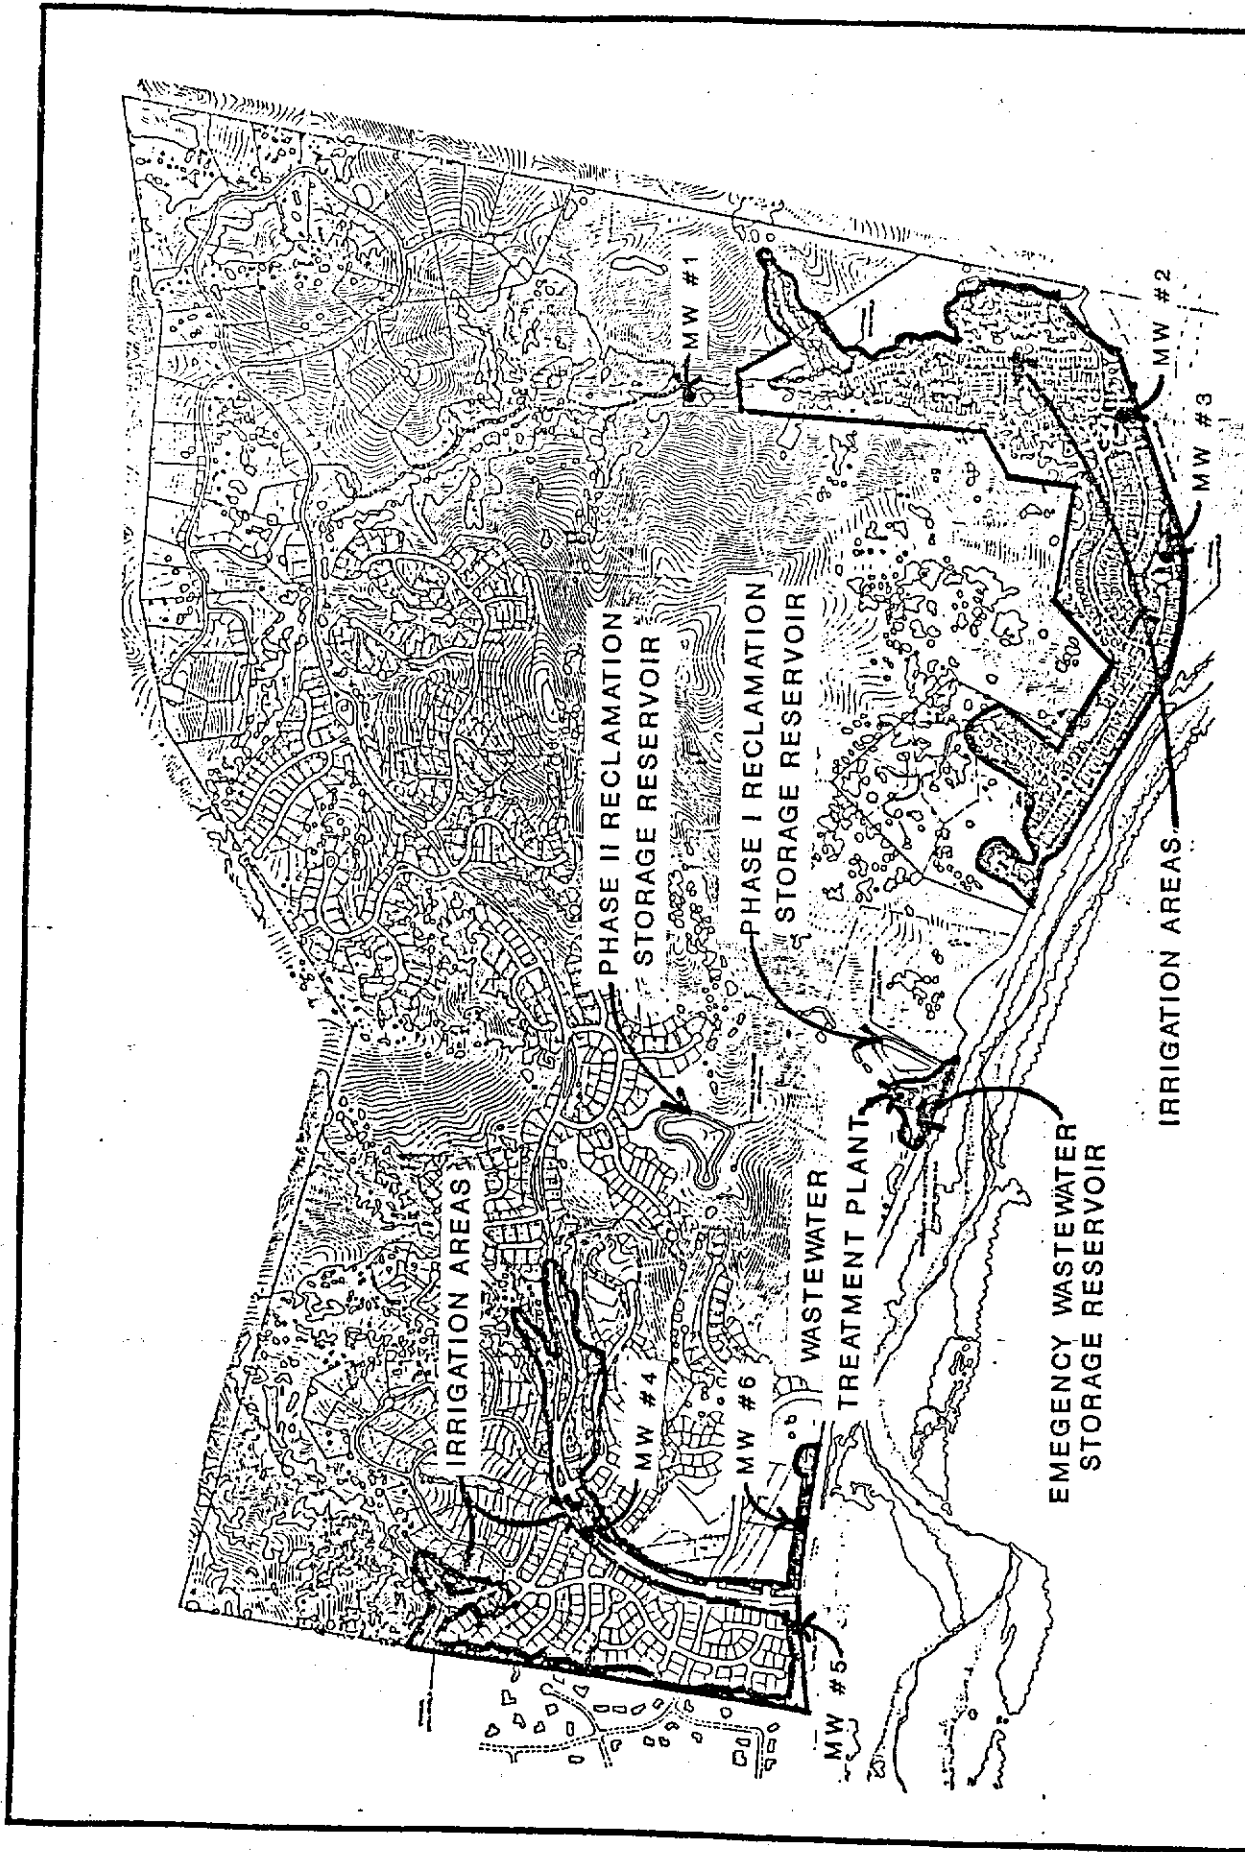 IRRIGATION AREAS
MW #4
MW #6
MW #5
PHASE II RECLAMATION
STORAGE RESERVOIR
PHASE I RECLAMATION
STORAGE RESERVOIR
WASTEWATER
TREATMENT PLANT
EMEGENCY WASTEWATER
STORAGE RESERVOIR
MW #1
MW #2
MW #3
IRRIGATION AREAS